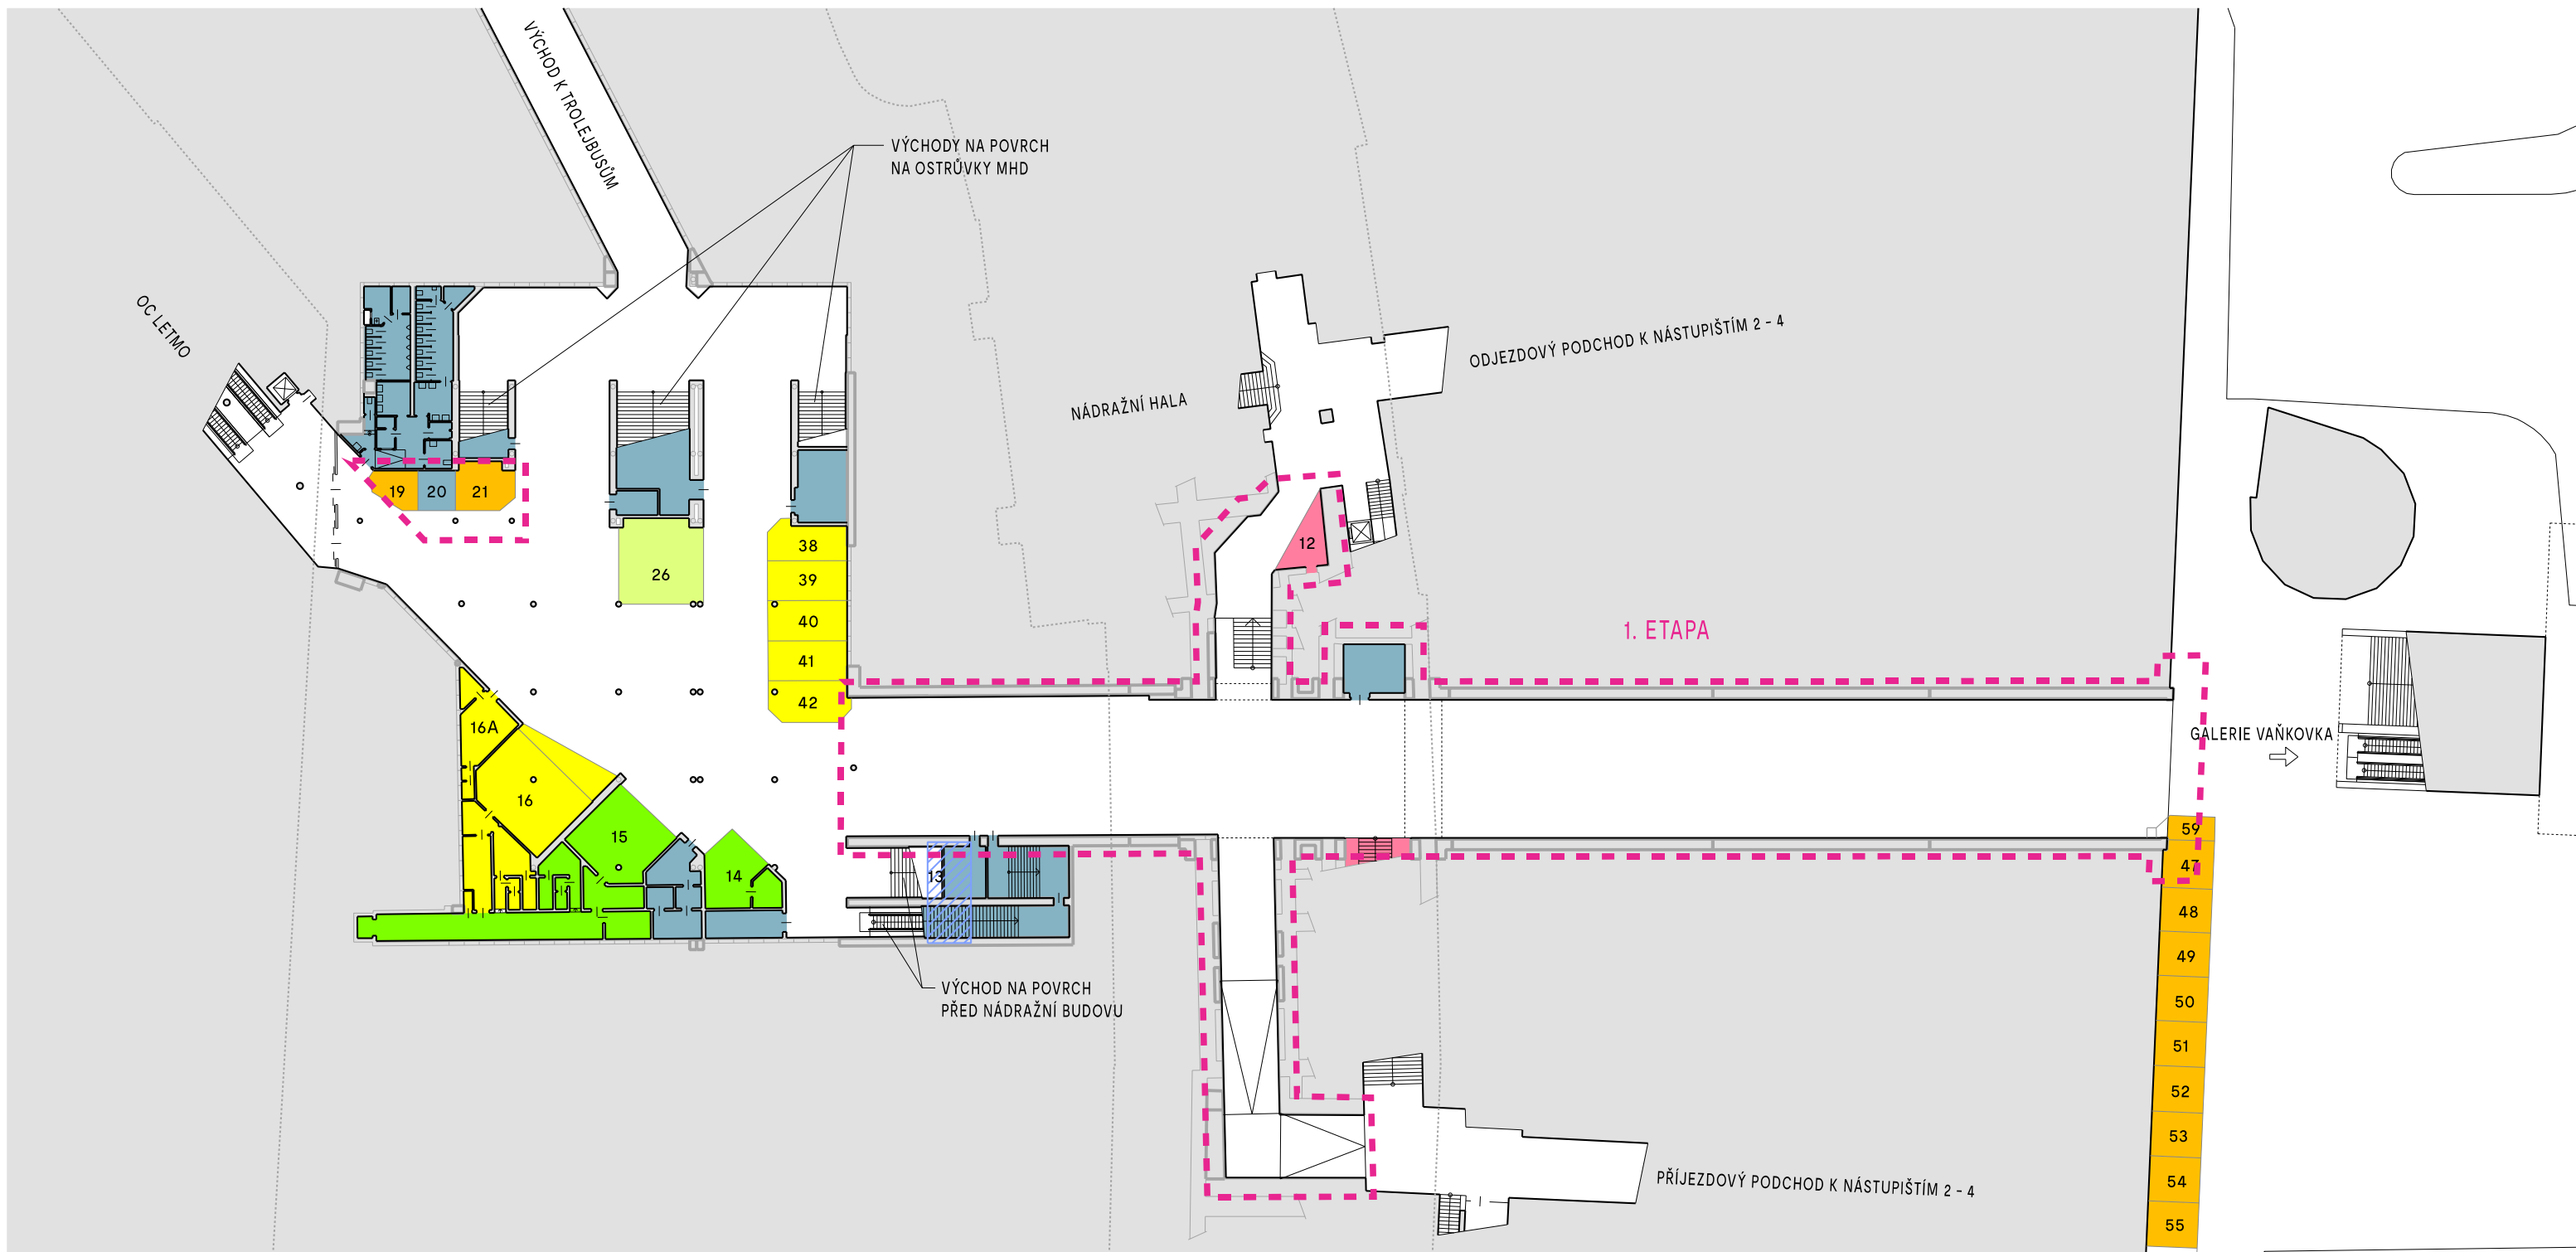 VÝCHOD K TROLEJBUSŮM
VÝCHODY NA POVRCH
NA OSTRŮVKY MHD
OC LETMO
ODJEZDOVÝ PODCHOD K NÁSTUPIŠTÍM 2 - 4
NÁDRAŽNÍ HALA
19
20
21
38
12
26
39
40
1. ETAPA
41
42
16A
GALERIE VAŇKOVKA
16
15
59
47
14
13
48
49
VÝCHOD NA POVRCH
PŘED NÁDRAŽNÍ BUDOVU
50
51
52
53
PŘÍJEZDOVÝ PODCHOD K NÁSTUPIŠTÍM 2 - 4
54
55